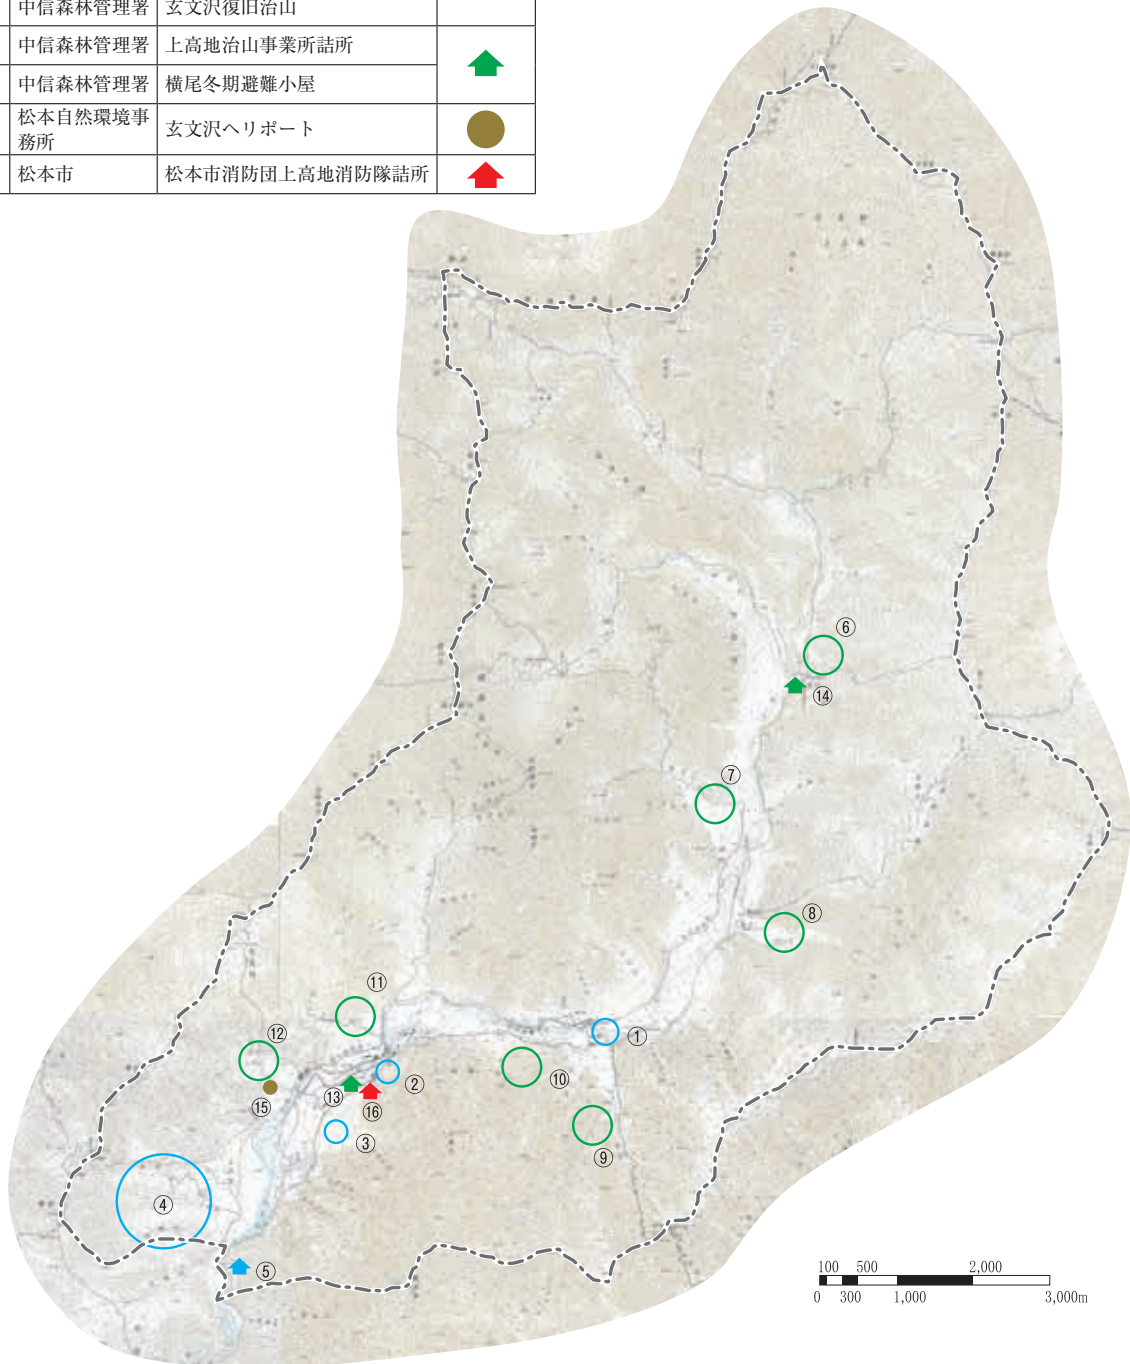 中信森林管理署 玄文沢復旧治山
中信森林管理署 上高地治山事業所詰所
中信森林管理署 横尾冬期避難小屋
松本自然環境事
務所
玄文沢ヘリポート
松本市 松本市消防団上高地消防隊詰所
⑥
⑭
⑦
⑧
⑪
⑫
①
②
⑩
⑬
⑮
⑯
③
⑨
④
⑤
100 500 2,000
0 300 1,000 3,000m